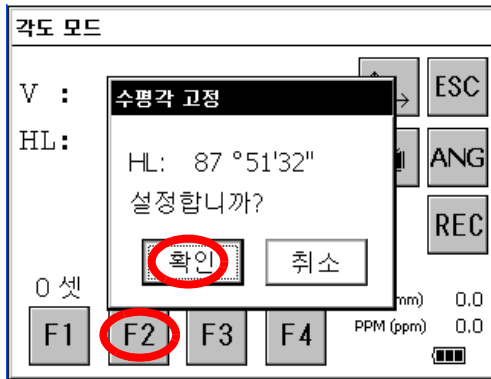 각도 모드
V :
HL:
ESC
ANG
REC
수평각 고정
HL: 87 °51'32"
설정합니까?
확인 취소
0 셋
F1 F2 F3 F4
mm) 0.0
PPM (ppm) 0.0